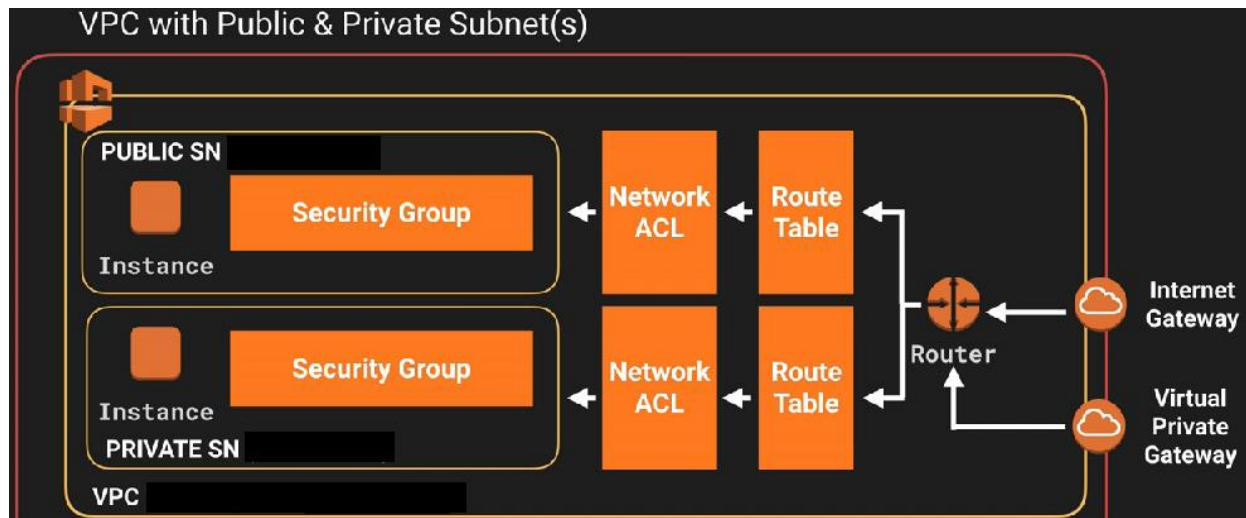 VPC with Public & Private Subnet(s)
PUBLIC SN
Instance
Security Group
Network
ACL
Route
Table
Instance
Security Group
PRIVATE SN
Network
ACL
Route
Table
Router
Internet
Gateway
Virtual
Private
Gateway
VPC